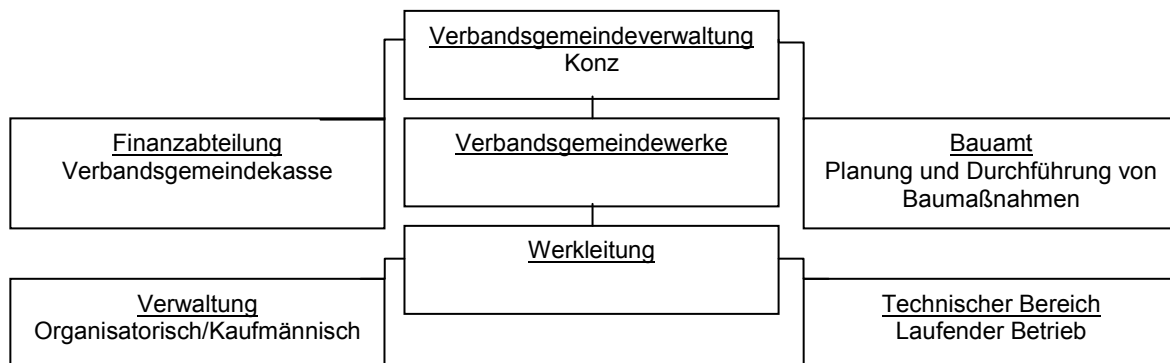 Verbandsgemeindeverwaltung
Konz
Finanzabteilung
Verbandsgemeindekasse
Verbandsgemeindewerke
Bauamt
Planung und Durchführung von
Baumaßnahmen
Werkleitung
Verwaltung
Organisatorisch/Kaufmännisch
Technischer Bereich
Laufender Betrieb